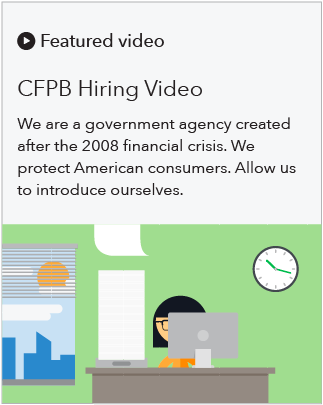 Featured video
CFPB Hiring Video
We are a government agency created
after the 2008 financial crisis. We
protect American consumers. Allow us
to introduce ourselves.